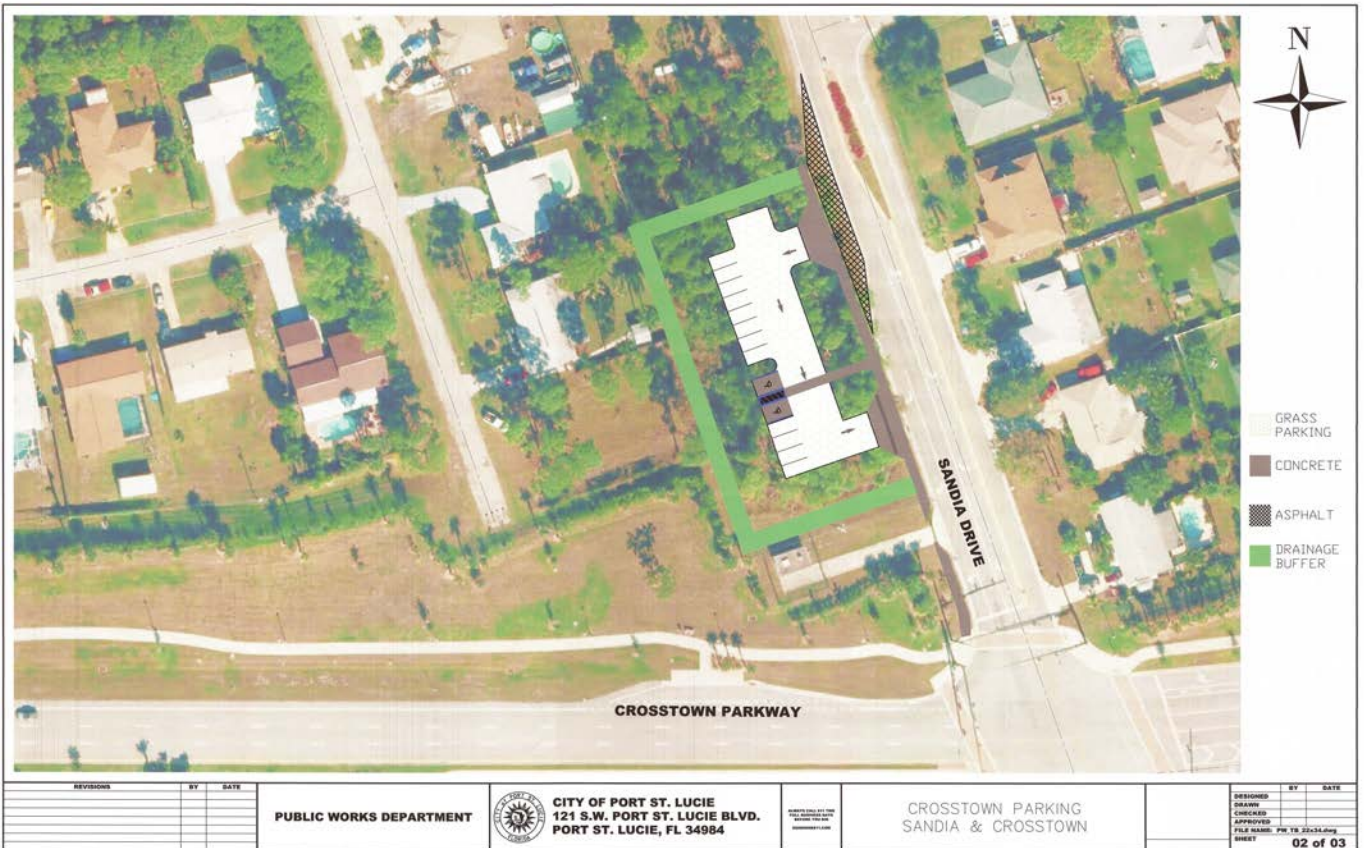 N
GRASS
PARKING
CONCRETE
ASPHALT
DRAINAGE
BUFFER
SANDIA DRIVE
CROSSTOWN PARKWAY
REVISIONS BY DATE
PUBLIC WORKS DEPARTMENT
CITY OF PORT ST. LUCIE
121 S.W. PORT ST. LUCIE BLVD.
PORT ST. LUCIE, FL 34984
CROSSTOWN PARKING
SANDIA & CROSSTOWN
BY DATE
DESIGNED
DRAWN
CHECKED
APPROVED
FILE NAME: PW_TB_22x34.dwg
SHEET 02 of 03